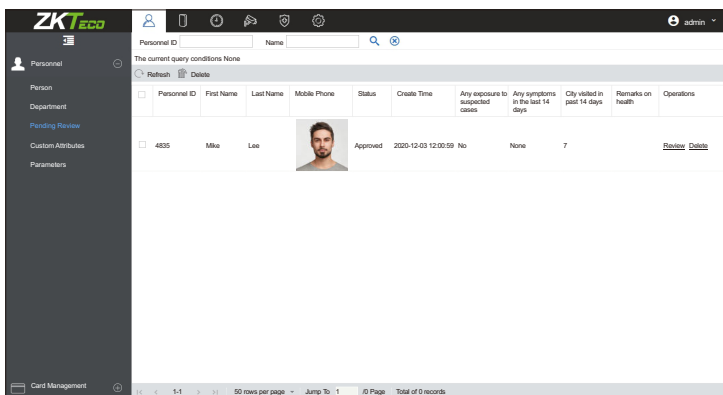 ZKTECO
admin
Personnel ID
Name
Personnel
The current query conditions None
Refresh Delete
Person
Department
Pending Review
Custom Attributes
Parameters
Personnel ID First Name Last Name Mobile Phone Status Create Time Any exposure to suspected cases Any symptoms in the last 14 days City visited in past 14 days Remarks on health Operations
4835 Mike Lee Approved 2020-12-03 12:00:59 No None 7 Review Delete
Card Management
1-1 50 rows per page Jump To 1 /0 Page Total of 0 records